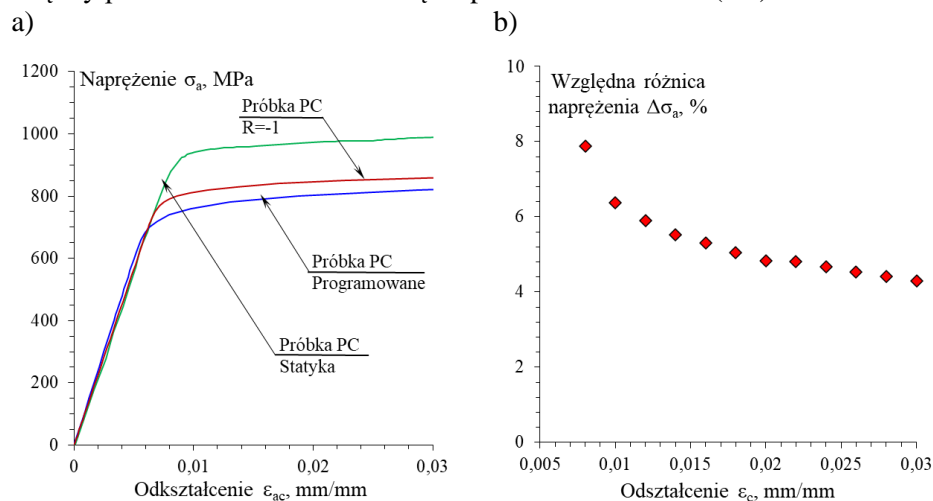 a)
b)
1200
1000
800
600
400
200
0
Naprężenie σₐ, MPa
Próbka PC
R=-1
Próbka PC
Programowane
Próbka PC
Statyka
0
0,01
0,02
0,03
Odkształcenie εₐc, mm/mm
10
8
6
4
2
0
Względna różnica
naprężenia Δσₐ, %
0,005
0,01
0,015
0,02
0,025
0,03
Odszтałcenie εc, mm/mm